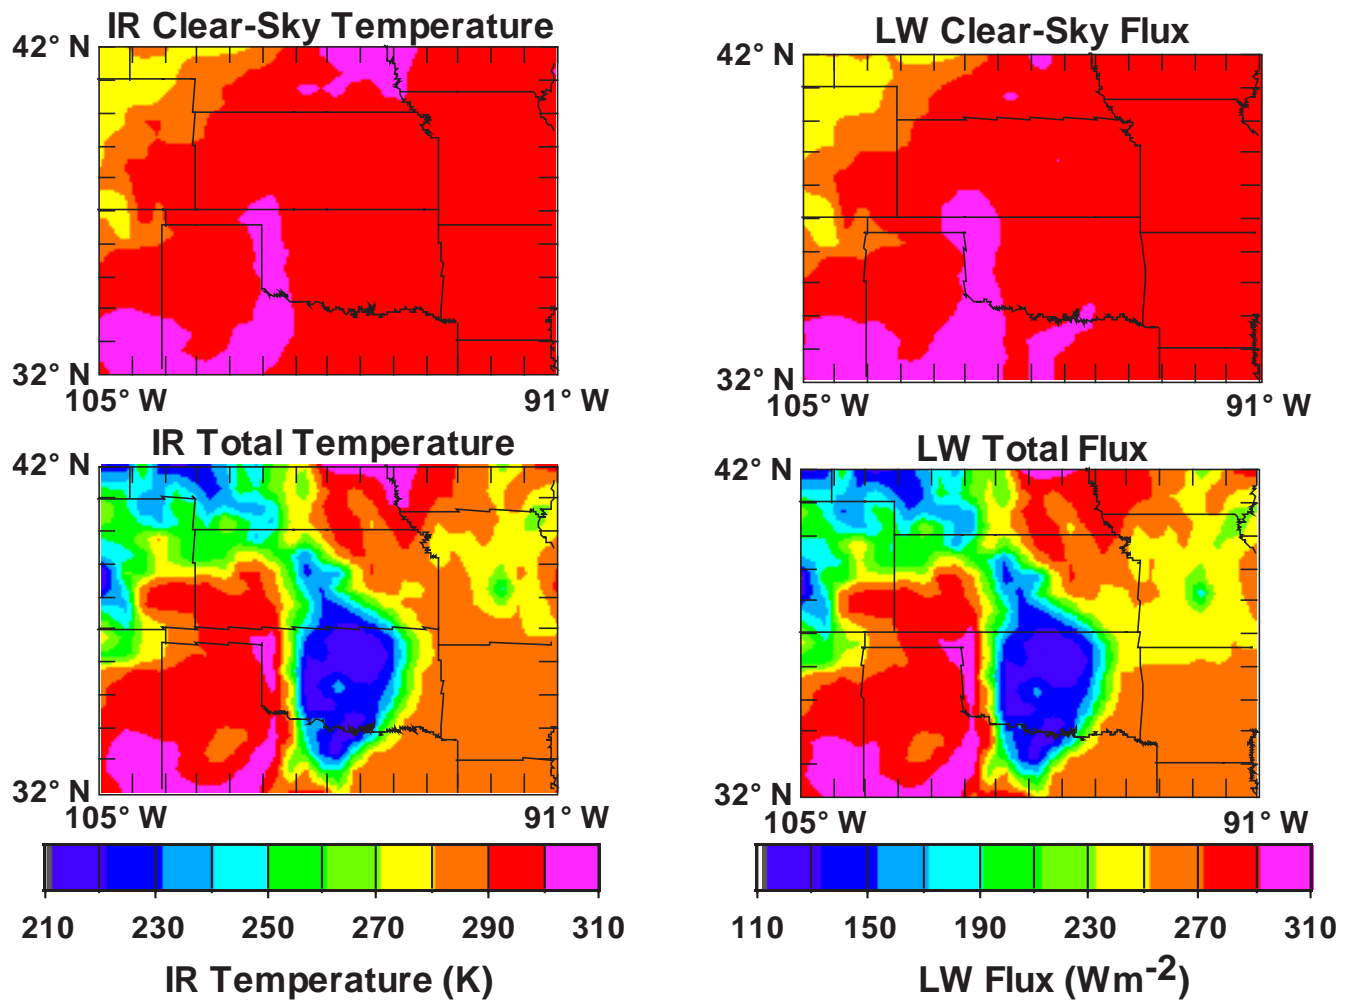 IR Clear-Sky Temperature
LW Clear-Sky Flux
42° N
42° N
32° N
32° N
105° W
91° W
105° W
91° W
IR Total Temperature
LW Total Flux
42° N
42° N
32° N
32° N
105° W
91° W
105° W
91° W
210 230 250 270 290 310
110 150 190 230 270 310
IR Temperature (K)
LW Flux (Wm-2)